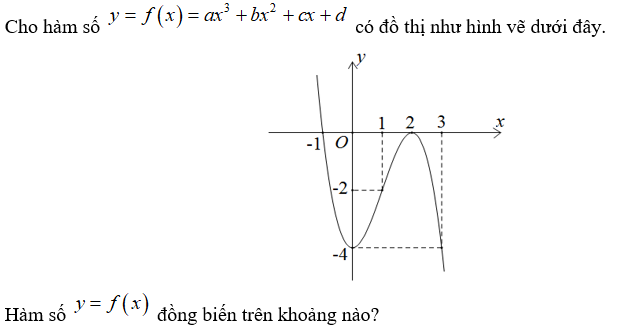 Cho hàm số y = f(x) = ax³ + bx² + cx + d có đồ thị như hình vẽ dưới đây.
y
1 2 3 x
-1 O
-2
-4
Hàm số y = f(x) đồng biến trên khoảng nào?